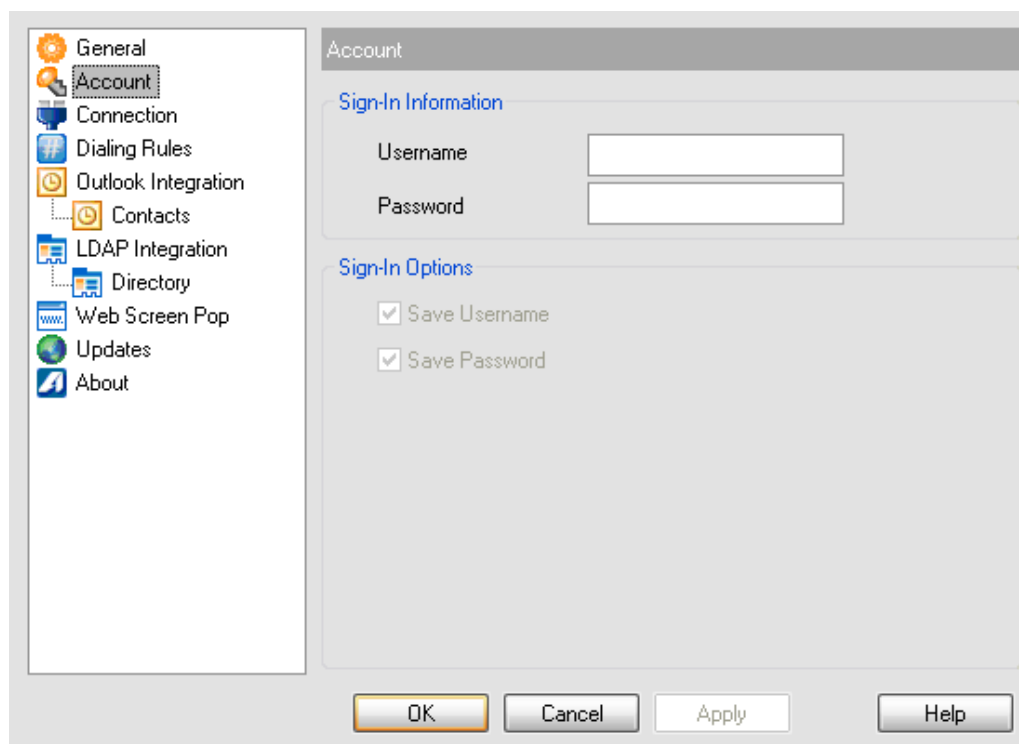 General
Account
Connection
Dialing Rules
#
Outlook Integration
Contacts
LDAP Integration
Directory
www.
Web Screen Pop
Updates
About
Account
Sign-In Information
Username
Password
Sign-In Options
Save Username
Save Password
OK
Cancel
Apply
Help